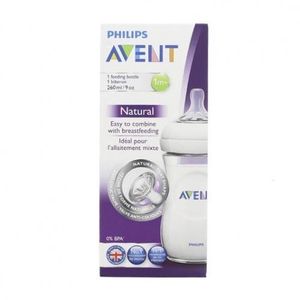 PHILIPS
AVENT
1 feeding bottle
1 biberon
260ml/9oz
1m+
Natural
Easy to combine
with breastfeeding
Idéal pour
l'allaitement mixte
NATURAL
AVENT
PHILIPS
0% BPA